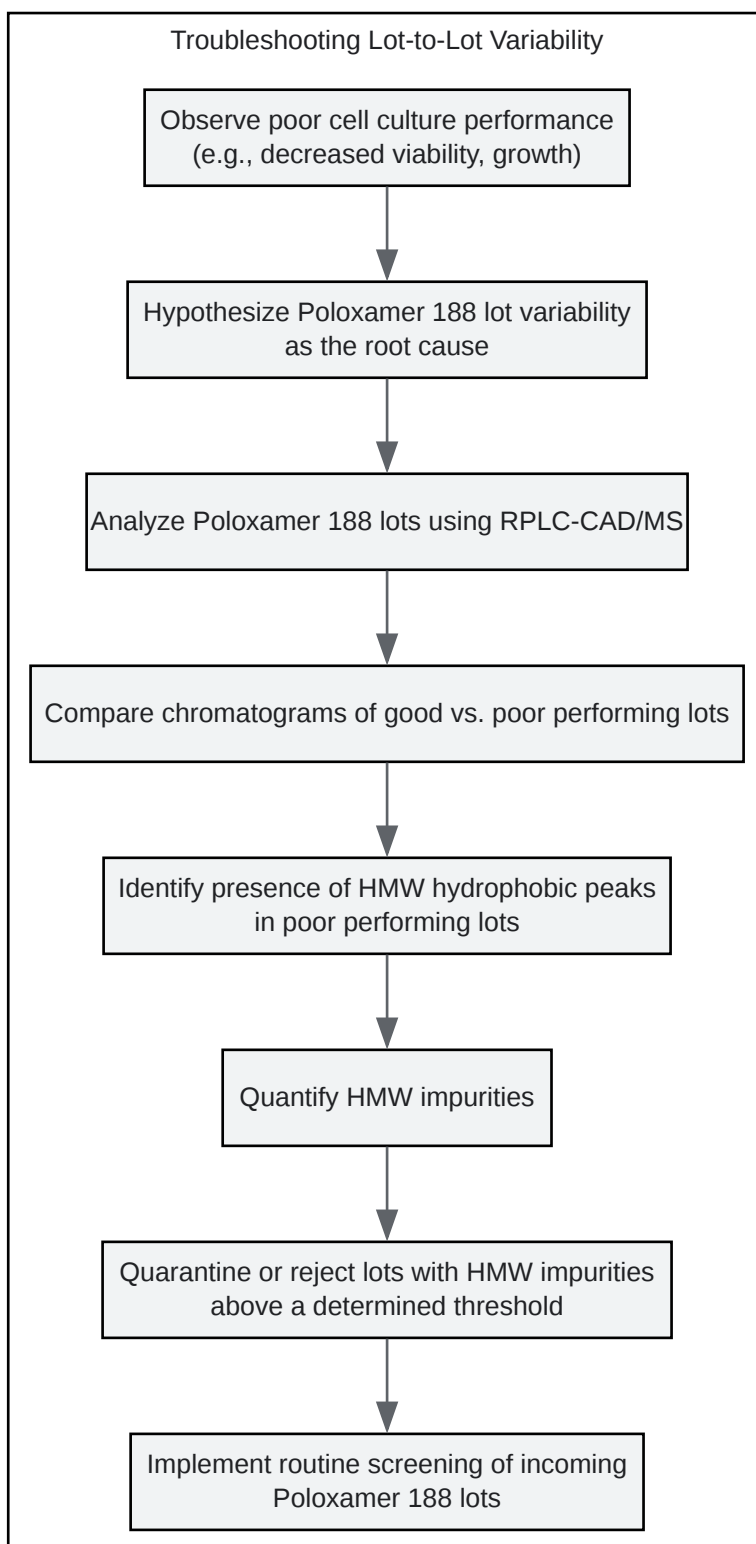 Troubleshooting Lot-to-Lot Variability
Observe poor cell culture performance
(e.g., decreased viability, growth)
Hypothesize Poloxamer 188 lot variability
as the root cause
Analyze Poloxamer 188 lots using RPLC-CAD/MS
Compare chromatograms of good vs. poor performing lots
Identify presence of HMW hydrophobic peaks
in poor performing lots
Quantify HMW impurities
Quarantine or reject lots with HMW impurities
above a determined threshold
Implement routine screening of incoming
Poloxamer 188 lots